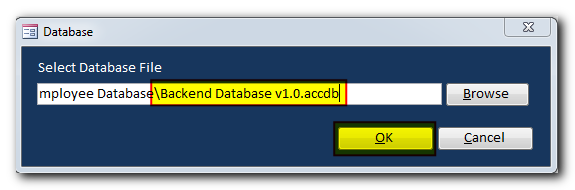 Database
Select Database File
mployee Database\Backend Database v1.0.accdb
Browse
OK
Cancel